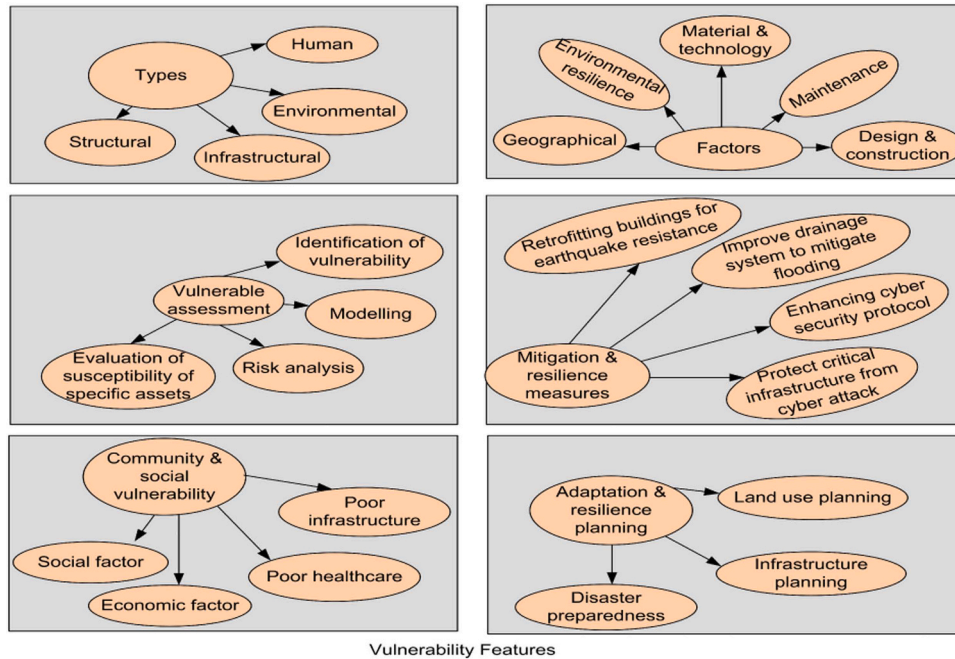 Types
Human
Environmental
Infrastructural
Structural
Material &
technology
Environmental
resilience
Maintenance
Geographical
Factors
Design &
construction
Identification of
vulnerability
Vulnerable
assessment
Modelling
Evaluation of
susceptibility of
specific assets
Risk analysis
Retrofitting buildings for
earthquake resistance
Improve drainage
system to mitigate
flooding
Enhancing cyber
security protocol
Mitigation &
resilience
measures
Protect critical
infrastructure from
cyber attack
Community &
social
vulnerability
Poor
infrastructure
Social factor
Poor healthcare
Economic factor
Adaptation &
resilience
planning
Land use planning
Infrastructure
planning
Disaster
preparedness
Vulnerability Features